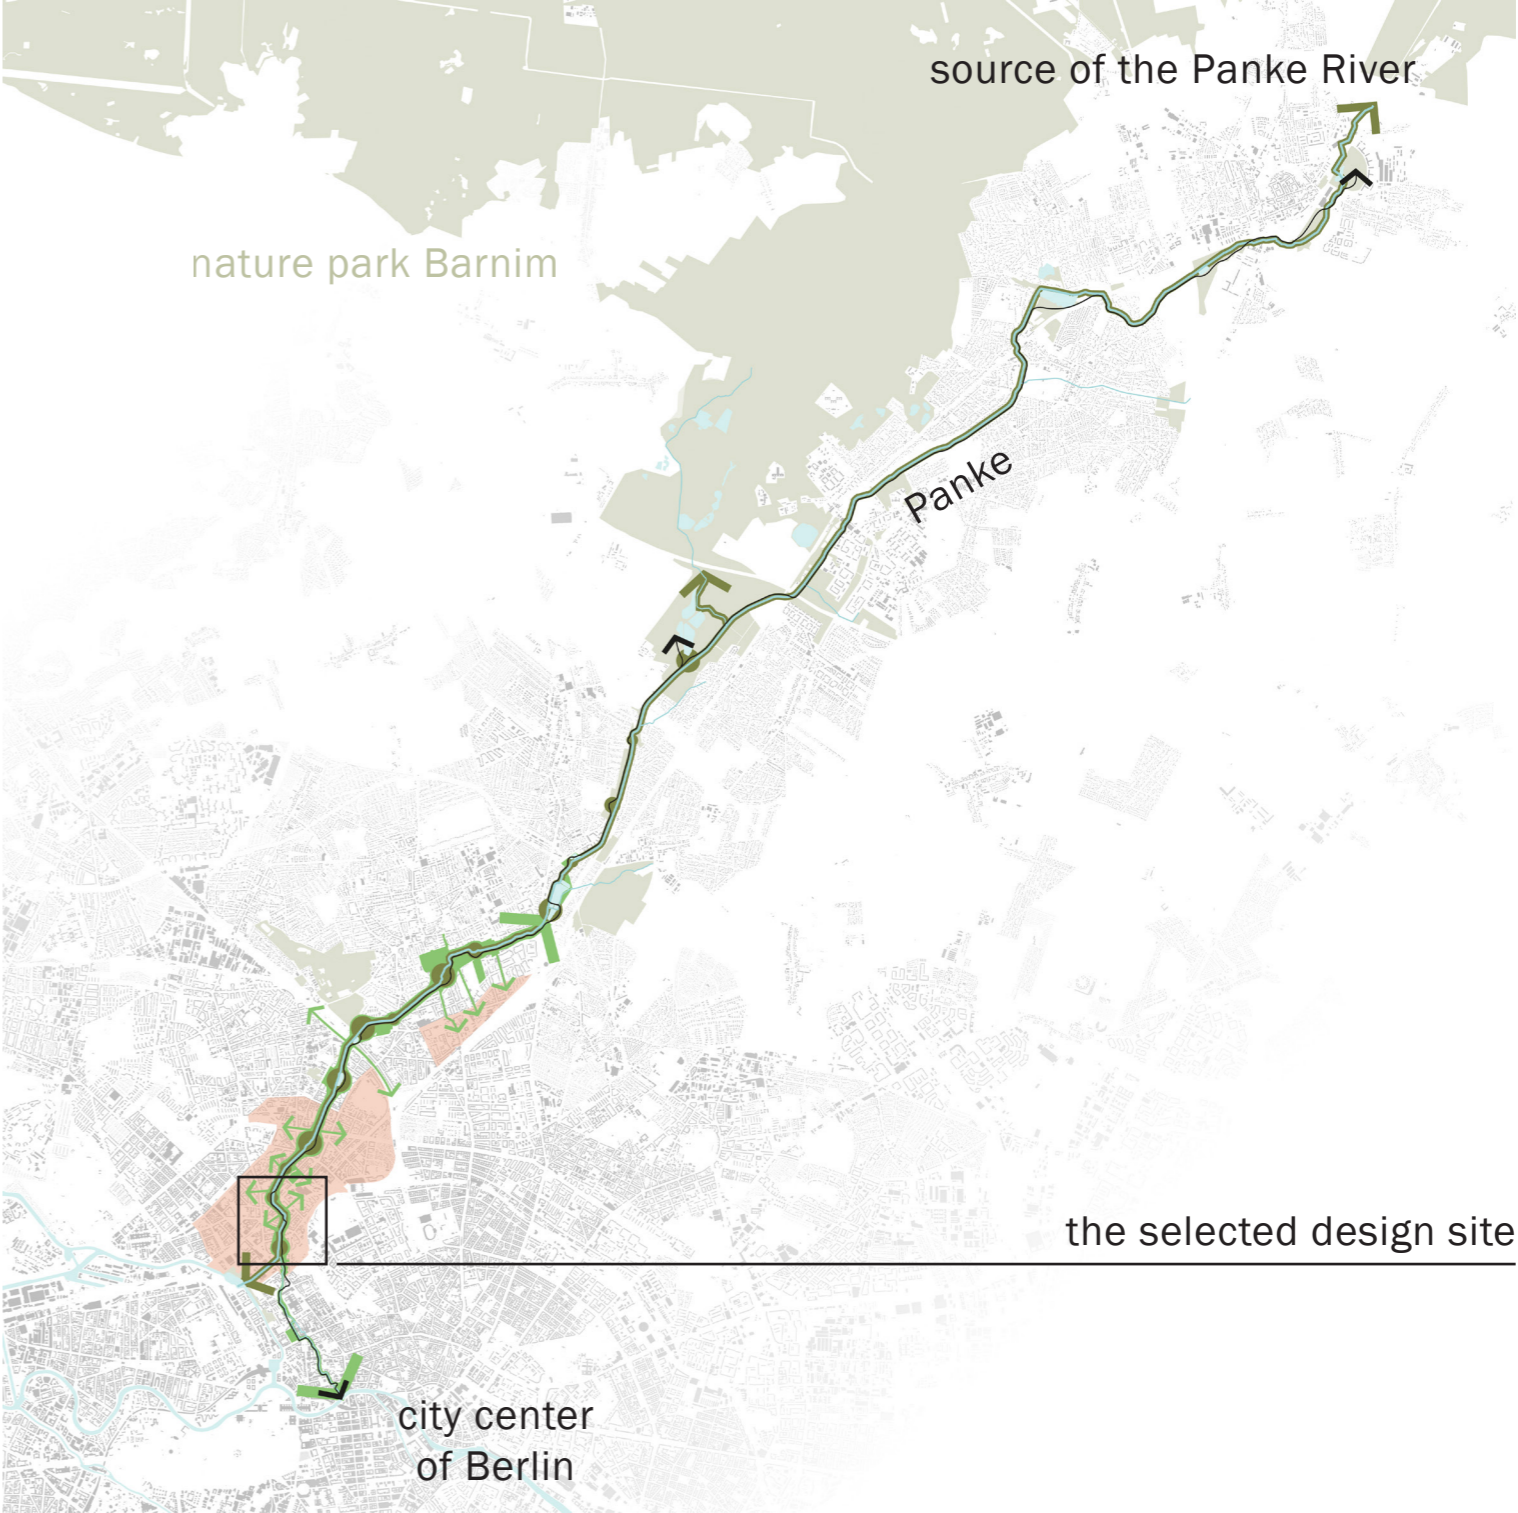 source of the Panke River
nature park Barnim
Panke
the selected design site
city center
of Berlin